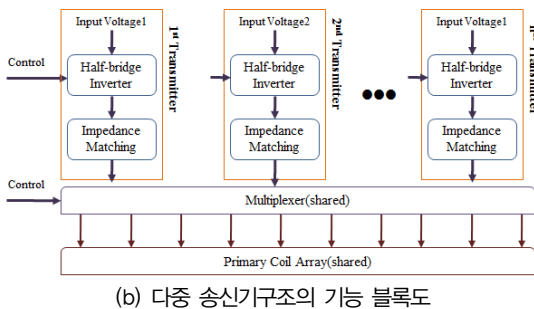 Input Voltage1
Input Voltage2
Input Voltage1
1st Transmitter
2nd Transmitter
Transmitter
Control
Half-bridge
Inverter
Half-bridge
Inverter
Half-bridge
Inverter
Impedance
Matching
Impedance
Matching
Impedance
Matching
Control
Multiplexer(shared)
Primary Coil Array(shared)
(b) 다중 송신기구조의 기능 블록도